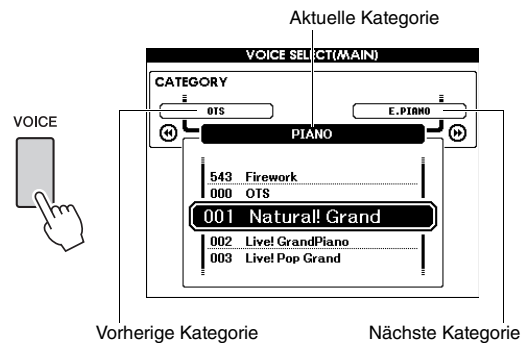 Aktuelle Kategorie
VOICE SELECT(MAIN)
CATEGORY
OTS
E.PIANO
VOICE
PIANO
543 Firework
000 OTS
001 Natural! Grand
002 Live! GrandPiano
003 Live! Pop Grand
Vorherige Kategorie
Nächste Kategorie